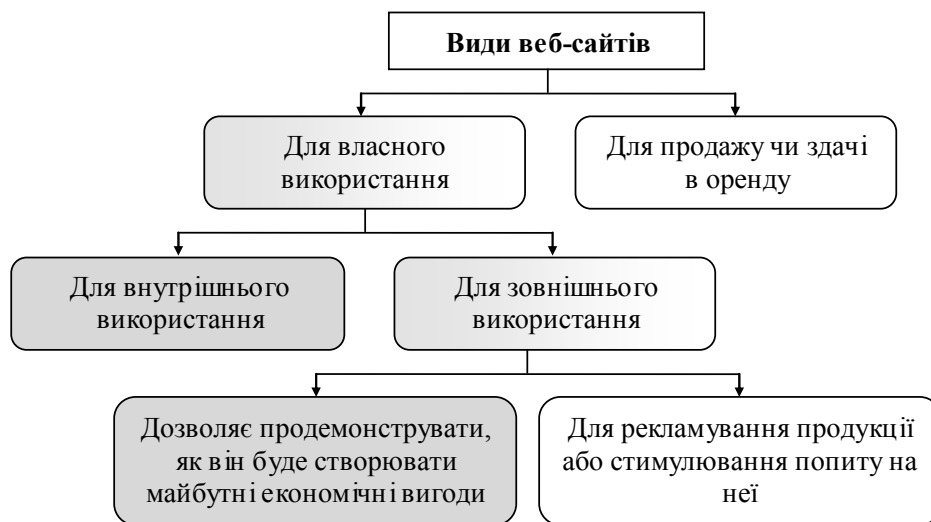 Види веб-сайтів
Для власного
використання
Для продажу чи здачі
в оренду
Для внутрішнього
використання
Для зовнішнього
використання
Дозволяє продемонструвати,
як він буде створювати
майбутні економічні вигоди
Для рекламування продукції
або стимулювання попиту на
неї